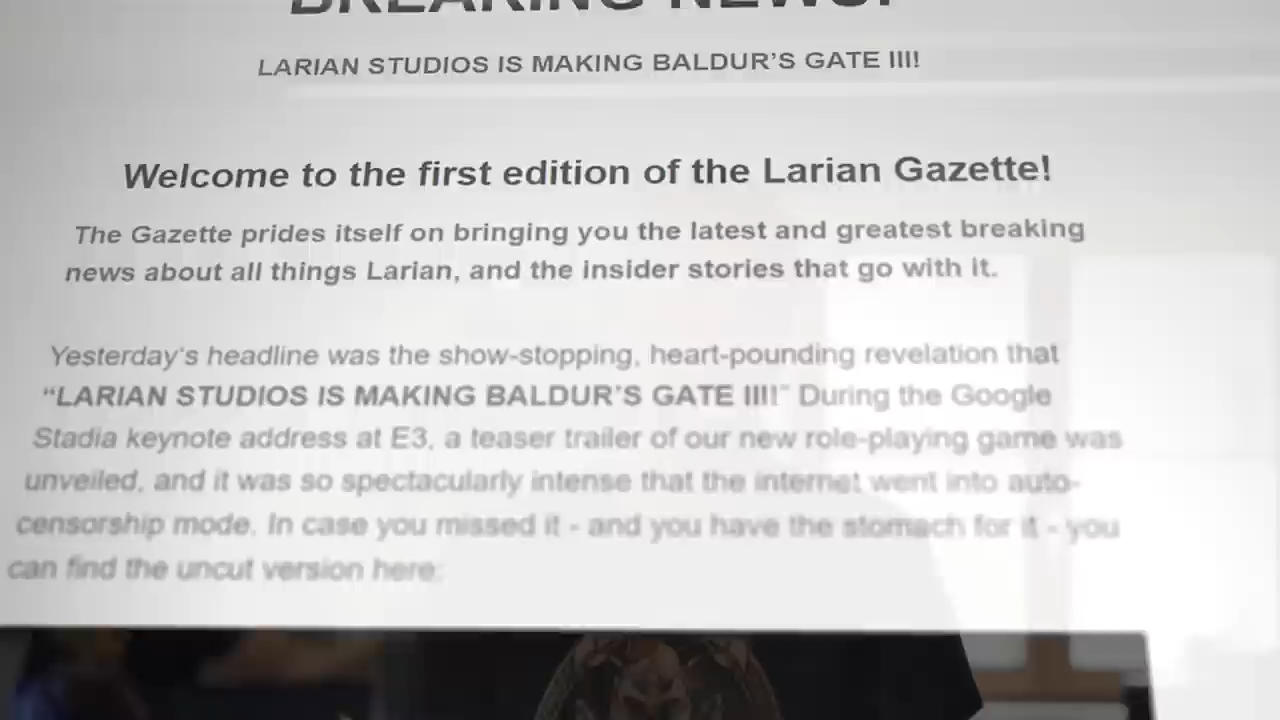 BREAKING NEWS!
LARIAN STUDIOS IS MAKING BALDUR'S GATE III!
Welcome to the first edition of the Larian Gazette!
The Gazette prides itself on bringing you the latest and greatest breaking
news about all things Larian, and the insider stories that go with it.
Yesterday's headline was the show-stopping, heart-pounding revelation that
“LARIAN STUDIOS IS MAKING BALDUR'S GATE III!!” During the Google
Stadia keynote address at E3, a teaser trailer of our new role-playing game was
unveiled, and it was so spectacularly intense that the internet went into auto-
censorship mode. In case you missed it - and you have the stomach for it - you
can find the uncut version here: